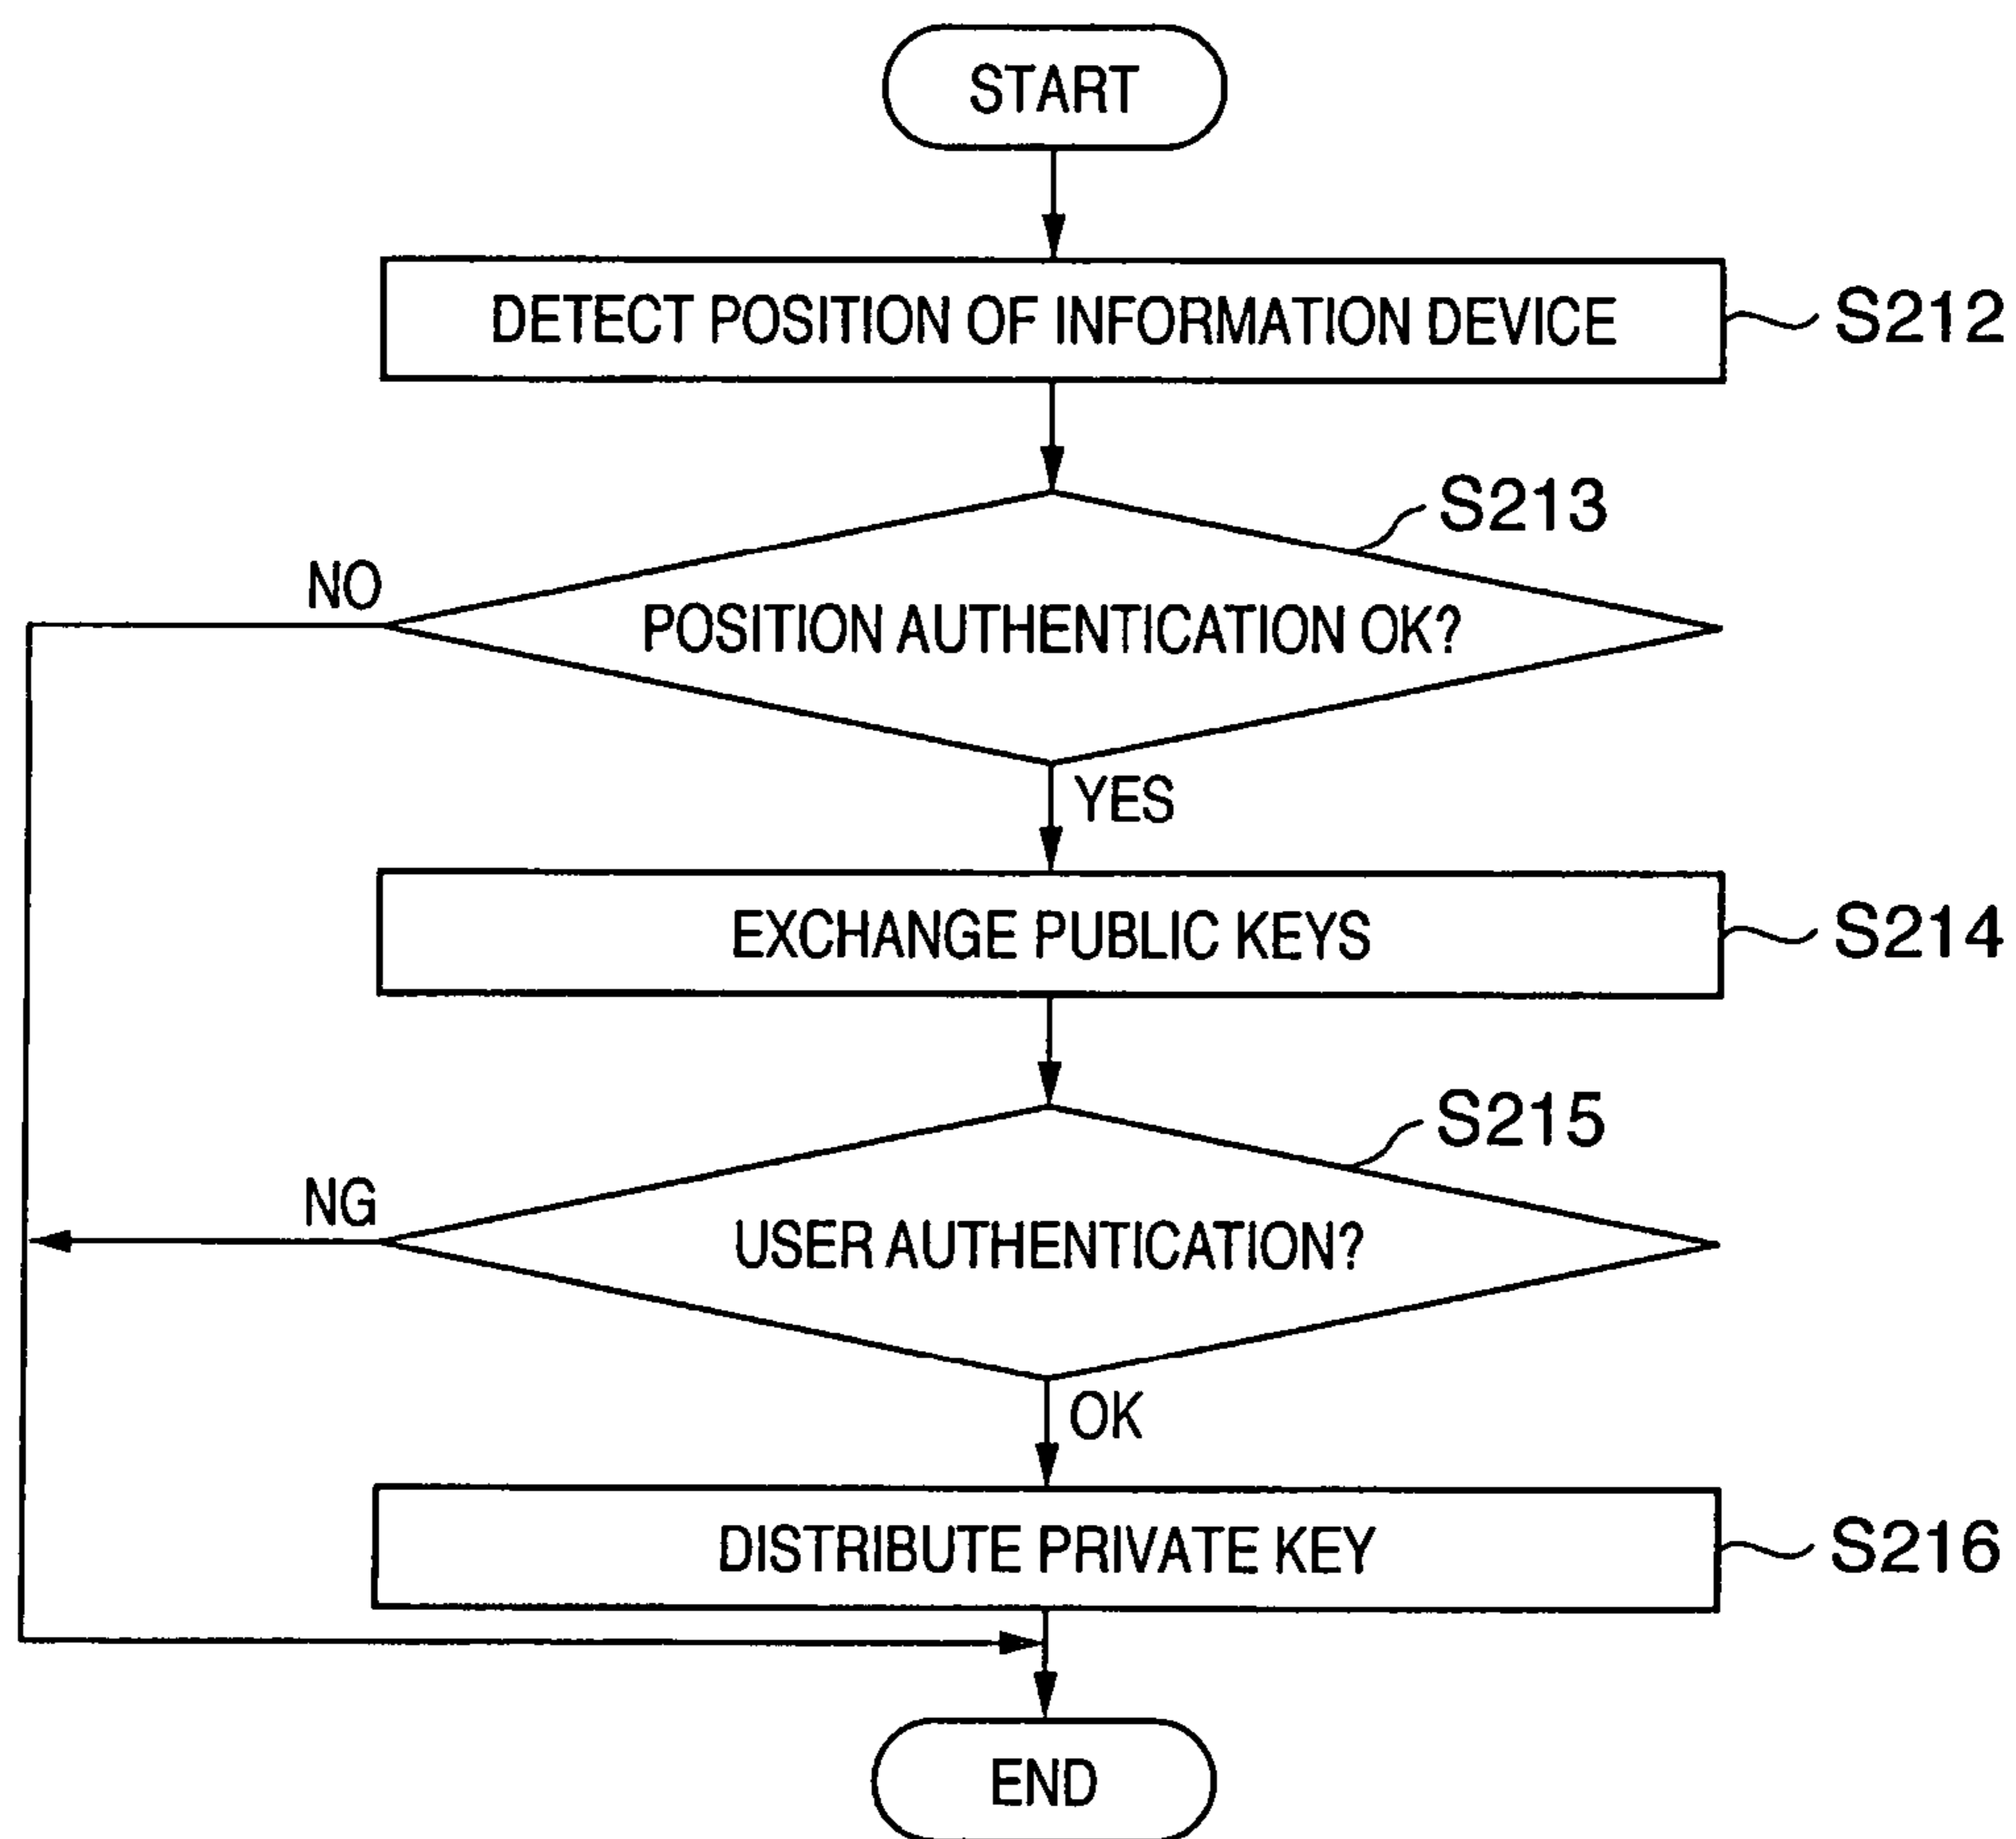 START
DETECT POSITION OF INFORMATION DEVICE
S212
S213
NO
POSITION AUTHENTICATION OK?
YES
EXCHANGE PUBLIC KEYS
S214
S215
NG
USER AUTHENTICATION?
OK
DISTRIBUTE PRIVATE KEY
S216
END